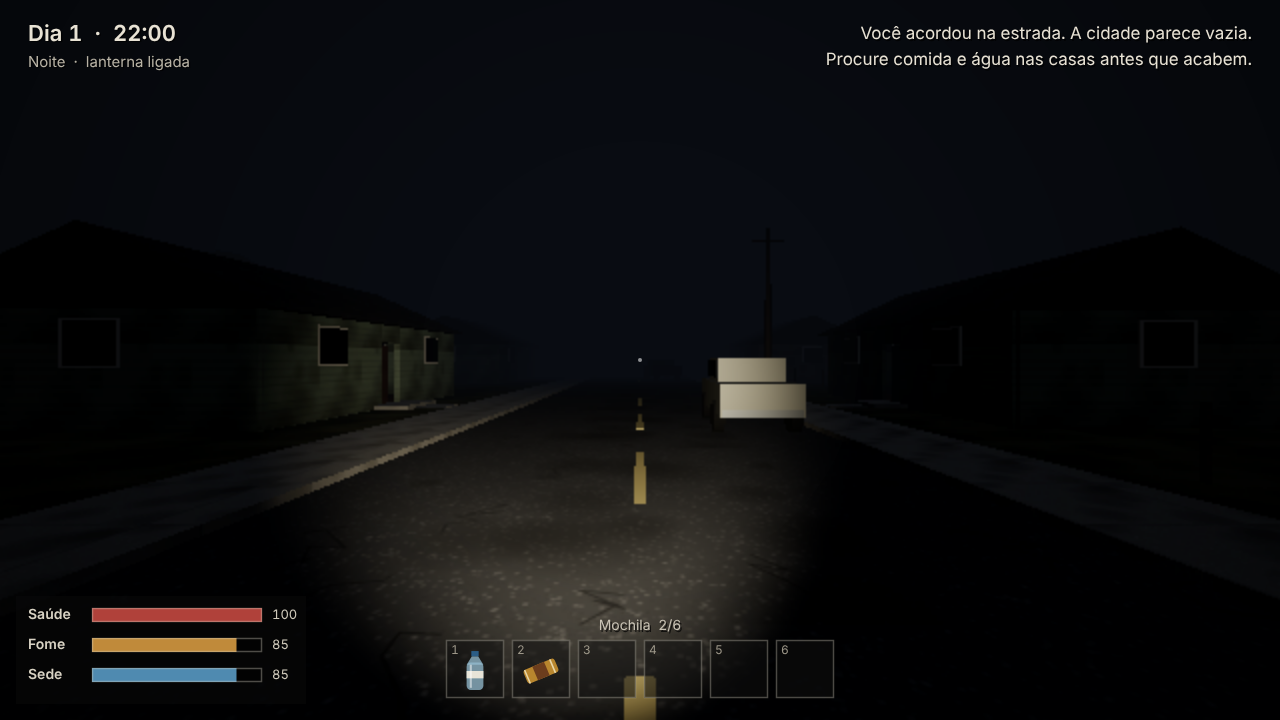 Dia 1 · 22:00
Noite · lanterna ligada
Você acordou na estrada. A cidade parece vazia.
Procure comida e água nas casas antes que acabem.
Saúde 100
Fome 85
Sede 85
Mochila 2/6
1 2 3 4 5 6